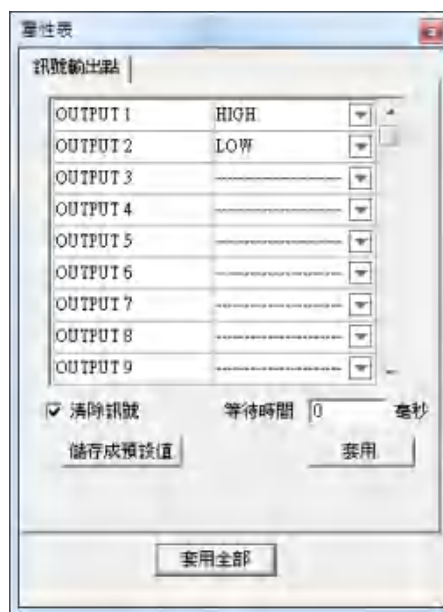 屬性表
訊號輸出點
OUTPUT 1 HIGH
OUTPUT 2 LOW
OUTPUT 3 --------------------
OUTPUT 4 --------------------
OUTPUT 5 --------------------
OUTPUT 6 --------------------
OUTPUT 7 --------------------
OUTPUT 8 --------------------
OUTPUT 9 --------------------
清除訊號 等待時間 0 毫秒
儲存成預設值 套用
套用全部